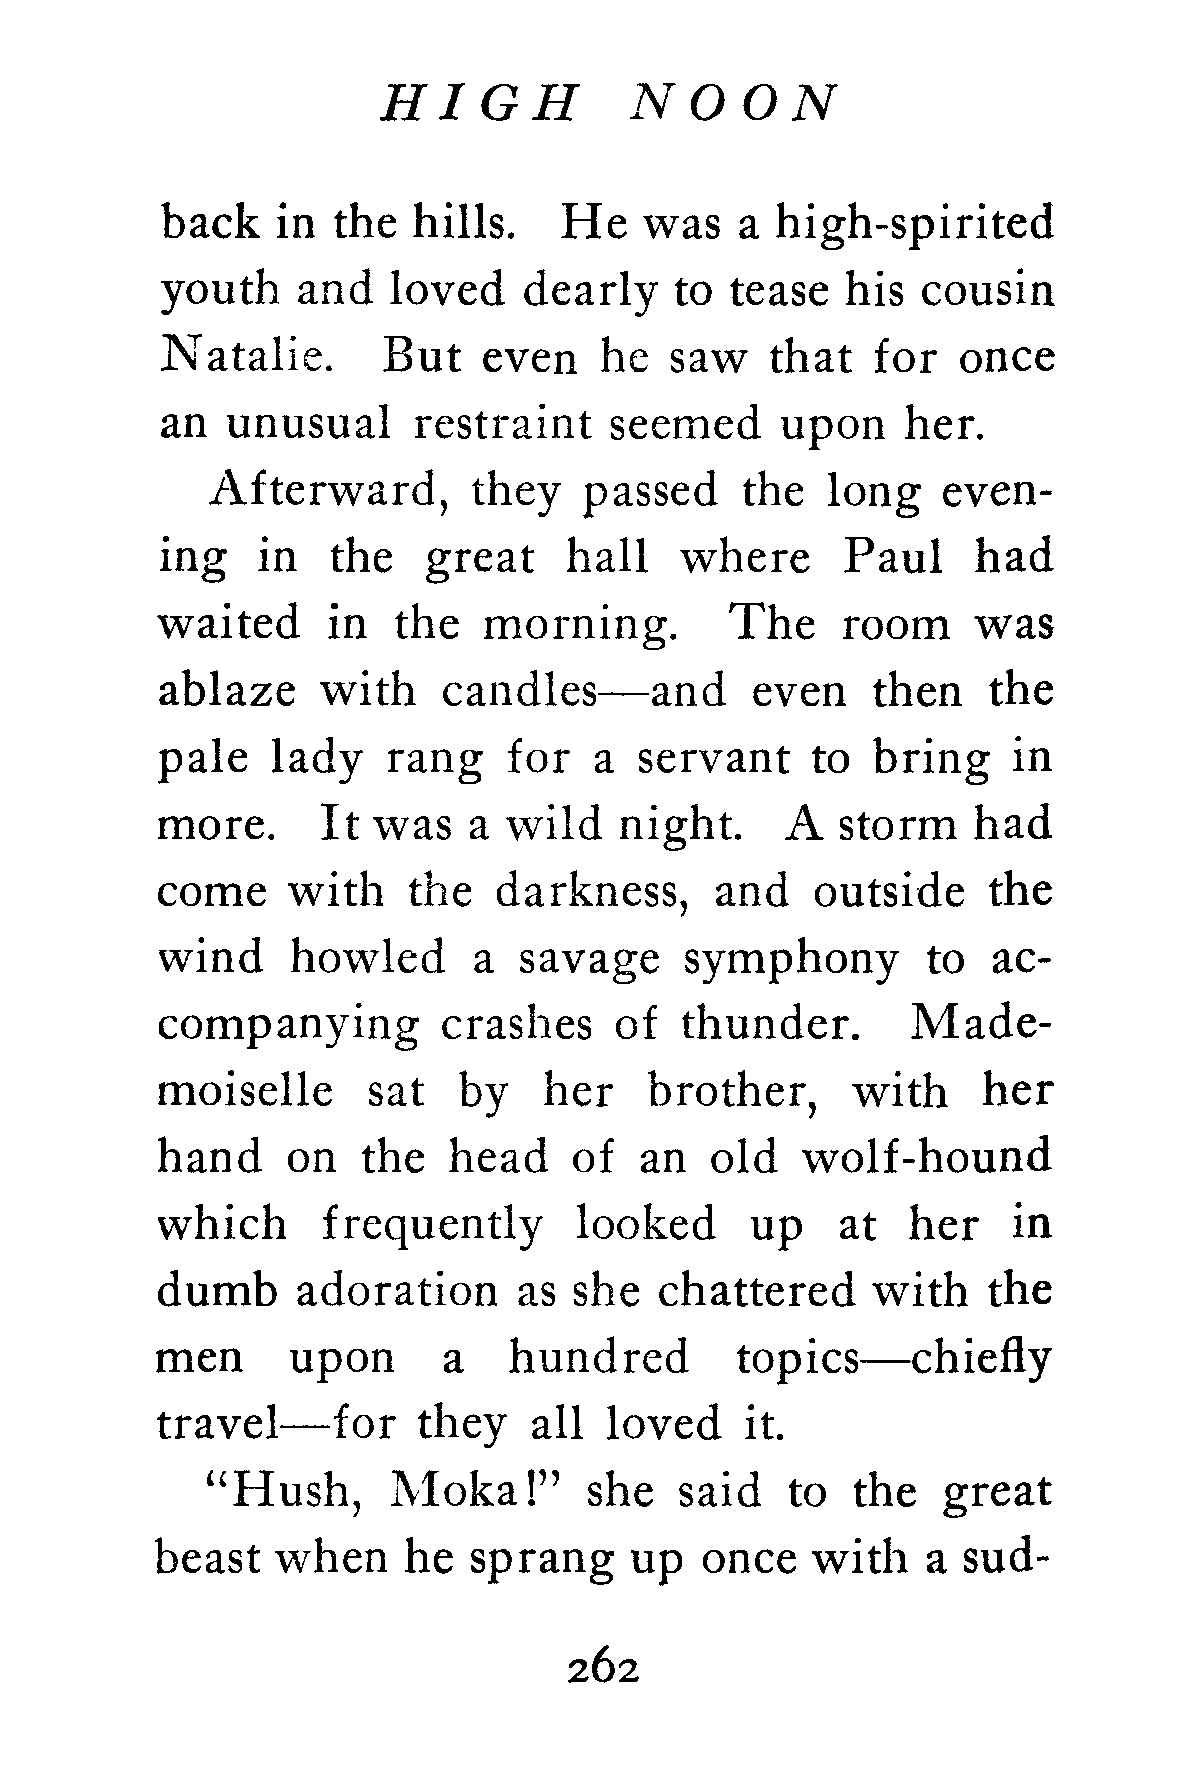 HIGH NOON
back in the hills. He was a high-spirited
youth and loved dearly to tease his cousin
Natalie. But even he saw that for once
an unusual restraint seemed upon her.
Afterward, they passed the long even-
ing in the great hall where Paul had
waited in the morning. The room was
ablaze with candles—and even then the
pale lady rang for a servant to bring in
more. It was a wild night. A storm had
come with the darkness, and outside the
wind howled a savage symphony to ac-
companying crashes of thunder. Made-
moiselle sat by her brother, with her
hand on the head of an old wolf-hound
which frequently looked up at her in
dumb adoration as she chattered with the
men upon a hundred topics—chiefly
travel—for they all loved it.
"Hush, Moka!" she said to the great
beast when he sprang up once with a sud-
262